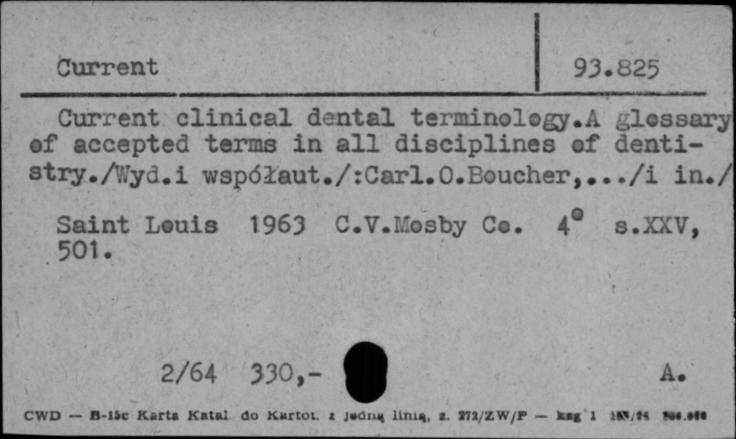 Current 93.825
Current clinical dental terminology.A glossary
of accepted terms in all disciplines of denti-
stry./Wyd.i współaut./:Carl.O.Boucher,.../i in./
Saint Louis 1963 C.V.Mosby Co. 4° s.XXV,
501.
2/64 330,- A.
CWD — B-15c Karta Katal do Kartot. z jedną linią, z. 272/ZW/P — kzg 1